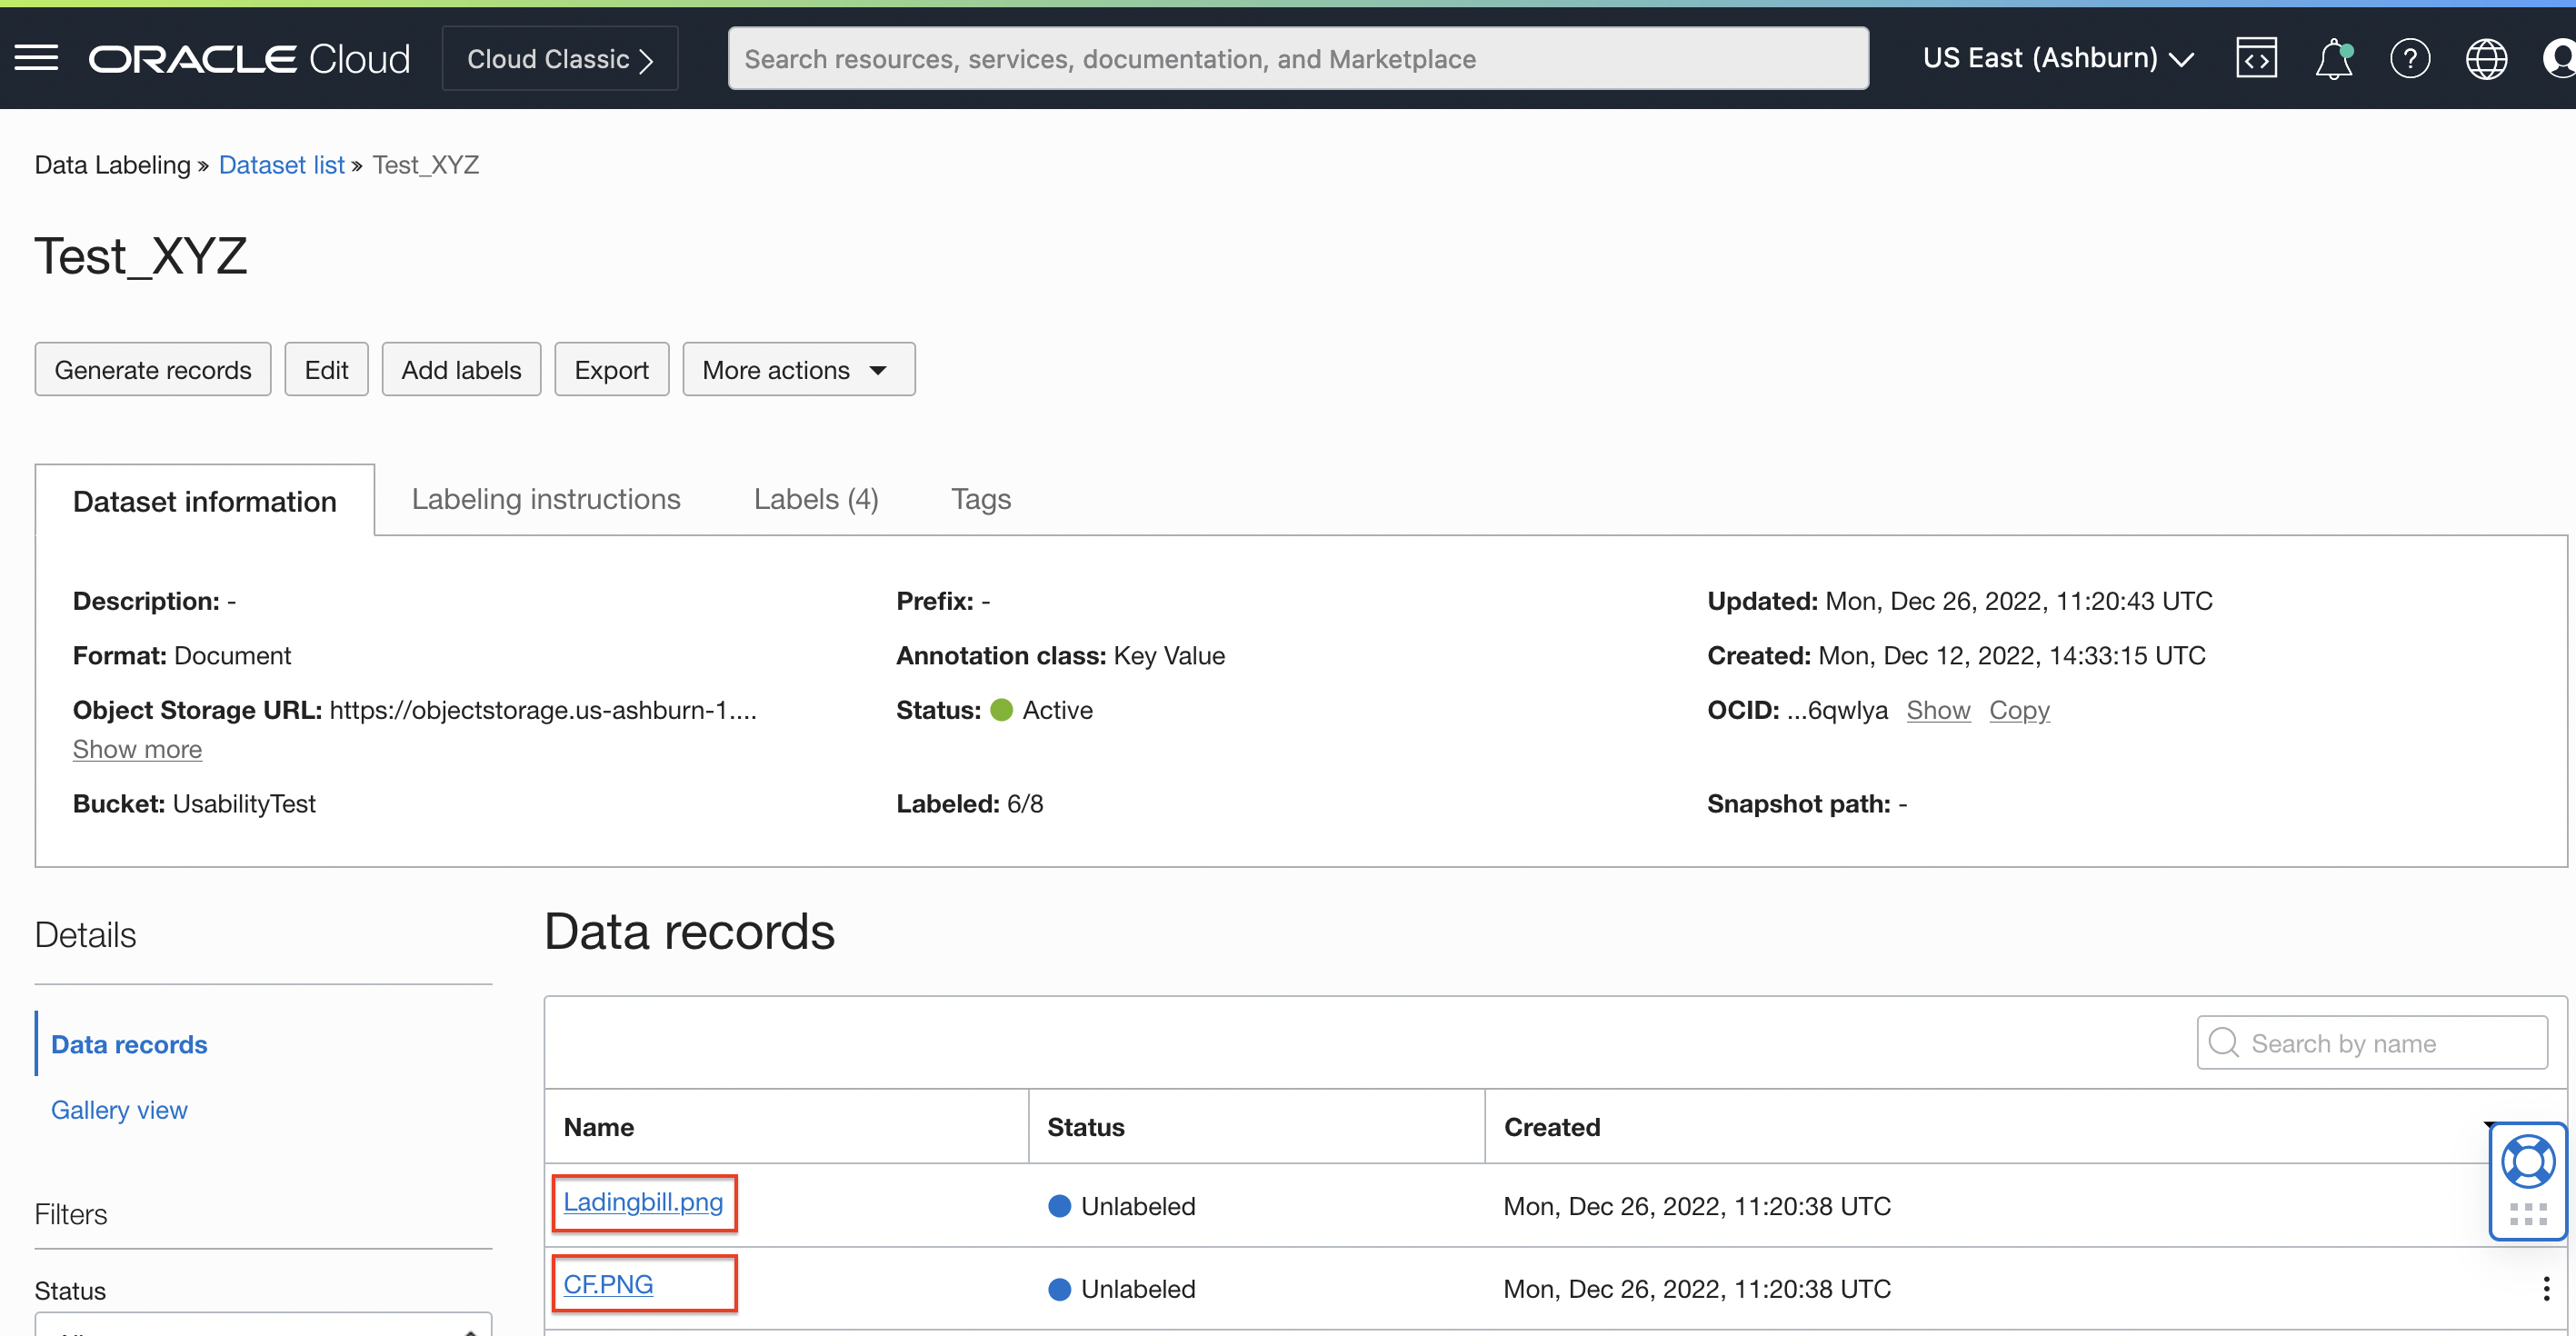 ORACLE Cloud
Cloud Classic
Search resources, services, documentation, and Marketplace
US East (Ashburn)
Data Labeling » Dataset list » Test_XYZ
Test_XYZ
Generate records
Edit
Add labels
Export
More actions
Dataset information
Labeling instructions
Labels (4)
Tags
Description: -
Prefix: -
Updated: Mon, Dec 26, 2022, 11:20:43 UTC
Format: Document
Annotation class: Key Value
Created: Mon, Dec 12, 2022, 14:33:15 UTC
Object Storage URL: https://objectstorage.us-ashburn-1....
Show more
Status: Active
OCID: ...6qwlya Show Copy
Bucket: UsabilityTest
Labeled: 6/8
Snapshot path: -
Details
Data records
Gallery view
Filters
Status
Data records
Search by name
Name
Status
Created
Ladingbill.png
Unlabeled
Mon, Dec 26, 2022, 11:20:38 UTC
CF.PNG
Unlabeled
Mon, Dec 26, 2022, 11:20:38 UTC